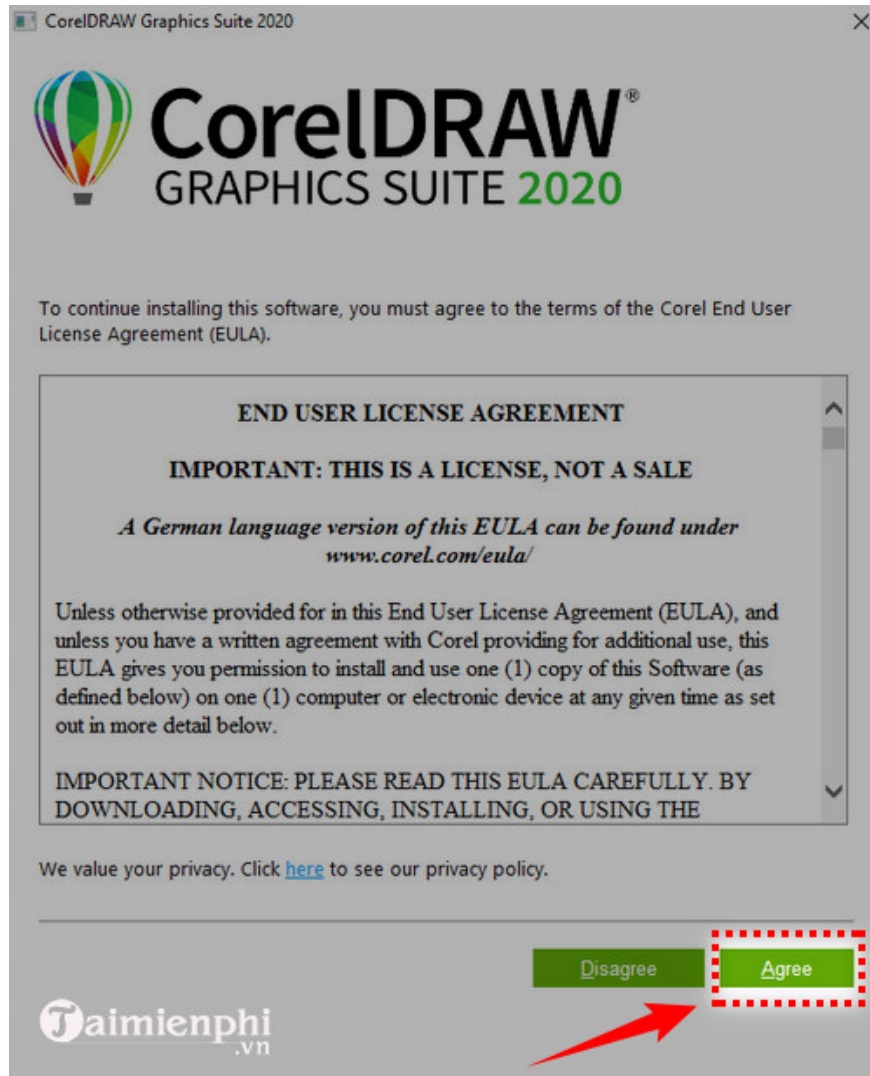 CorelDRAW Graphics Suite 2020
CorelDRAW®
GRAPHICS SUITE 2020
To continue installing this software, you must agree to the terms of the Corel End User
License Agreement (EULA).
END USER LICENSE AGREEMENT
IMPORTANT: THIS IS A LICENSE, NOT A SALE
A German language version of this EULA can be found under
www.corel.com/eula/
Unless otherwise provided for in this End User License Agreement (EULA), and
unless you have a written agreement with Corel providing for additional use, this
EULA gives you permission to install and use one (1) copy of this Software (as
defined below) on one (1) computer or electronic device at any given time as set
out in more detail below.
IMPORTANT NOTICE: PLEASE READ THIS EULA CAREFULLY. BY
DOWNLOADING, ACCESSING, INSTALLING, OR USING THE
We value your privacy. Click here to see our privacy policy.
Disagree Agree
Taimienphi
.vn